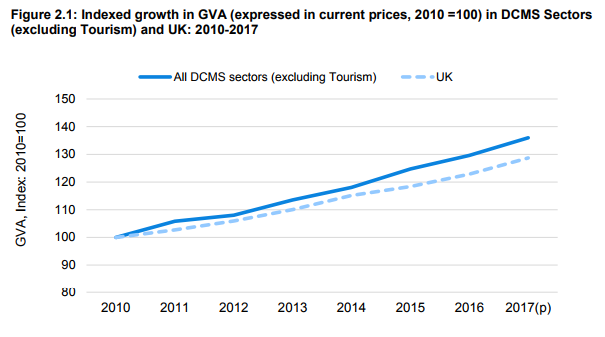 Figure 2.1: Indexed growth in GVA (expressed in current prices, 2010 =100) in DCMS Sectors
(excluding Tourism) and UK: 2010-2017
All DCMS sectors (excluding Tourism) UK
GVA, Index: 2010=100
150
140
130
120
110
100
90
80
2010 2011 2012 2013 2014 2015 2016 2017(p)